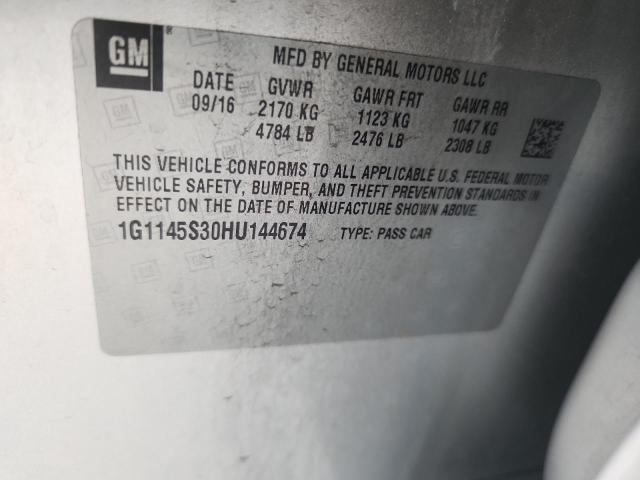 GM ®
MFD BY GENERAL MOTORS LLC
DATE GVWR GAWR FRT GAWR RR
09/16 2170 KG 1123 KG 1047 KG
4784 LB 2476 LB 2308 LB
THIS VEHICLE CONFORMS TO ALL APPLICABLE U.S. FEDERAL MOTOR
VEHICLE SAFETY, BUMPER, AND THEFT PREVENTION STANDARDS IN
EFFECT ON THE DATE OF MANUFACTURE SHOWN ABOVE.
1G1145S30HU144674 TYPE: PASS CAR